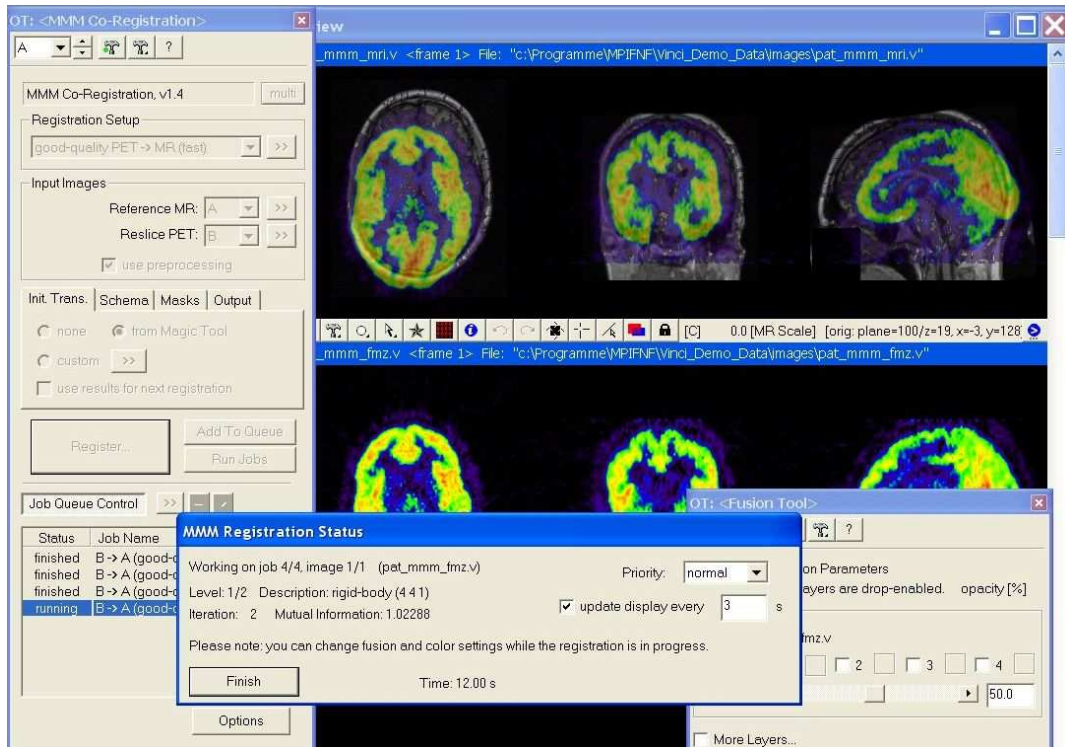 OT: <MMM Co-Registration>
A
?
MMM Co-Registration, v1.4
multi
Registration Setup
good-quality PET -> MR (fast)
>>
Input Images
Reference MR: A >>
Reslice PET: B >>
use preprocessing
Init. Trans. Schema Masks Output
none from Magic Tool
custom >>
use results for next registration
Register...
Add To Queue
Run Jobs
Job Queue Control >>
Status Job Name
finished B -> A (good-
finished B -> A (good-
finished B -> A (good-
running B -> A (good-
Options
iew
_mmm_mri.v <frame 1> File: "c:\Programme\MPIFNF\Vinci_Demo_Data\images\pat_mmm_mri.v"
[C] 0.0 [MR Scale] [orig: plane=100/z=19, x=-3, y=128
_mmm_fmz.v <frame 1> File: "c:\Programme\MPIFNF\Vinci_Demo_Data\images\pat_mmm_fmz.v"
MMM Registration Status
Working on job 4/4, image 1/1 (pat_mmm_fmz.v)
Priority: normal
Level: 1/2 Description: rigid-body (4 4 1)
update display every 3 s
Iteration: 2 Mutual Information: 1.02288
Please note: you can change fusion and color settings while the registration is in progress.
Finish
Time: 12.00 s
OT: <Fusion Tool>
?
on Parameters
ayers are drop-enabled. opacity [%]
fmz.v
2 3 4
50.0
More Layers...